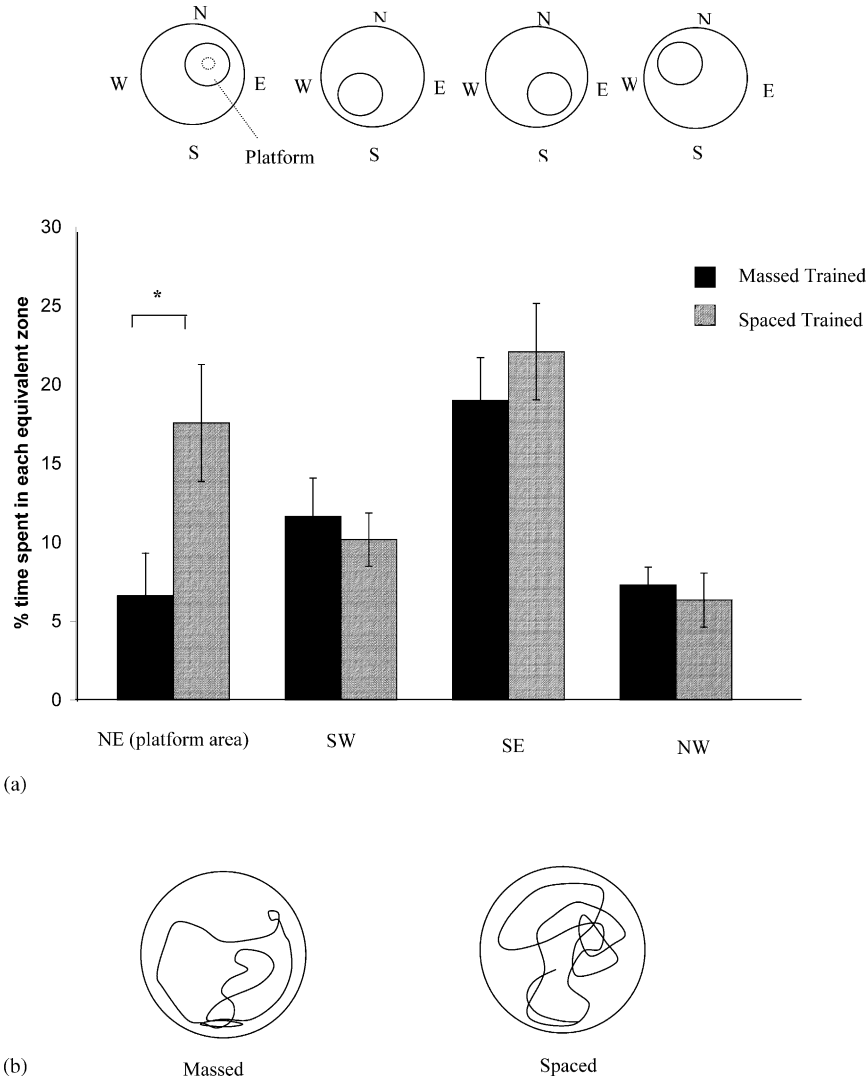 N N N N
W E W E W E W E
S Platform S S S
30
25
20
15
10
5
0
% time spent in each equivalent zone
*
Massed Trained
Spaced Trained
NE (platform area) SW SE NW
(a)
(b) Massed Spaced